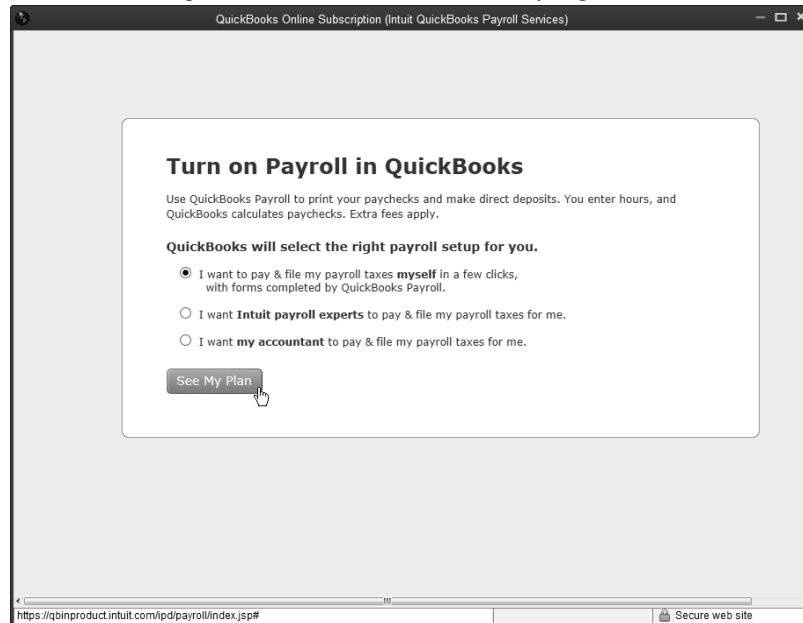 QuickBooks Online Subscription (Intuit QuickBooks Payroll Services)
Turn on Payroll in QuickBooks
Use QuickBooks Payroll to print your paychecks and make direct deposits. You enter hours, and
QuickBooks calculates paychecks. Extra fees apply.
QuickBooks will select the right payroll setup for you.
I want to pay & file my payroll taxes myself in a few clicks,
with forms completed by QuickBooks Payroll.
I want Intuit payroll experts to pay & file my payroll taxes for me.
I want my accountant to pay & file my payroll taxes for me.
See My Plan
https://qbinproduct.intuit.com/ipd/payroll/index.jsp#
Secure web site